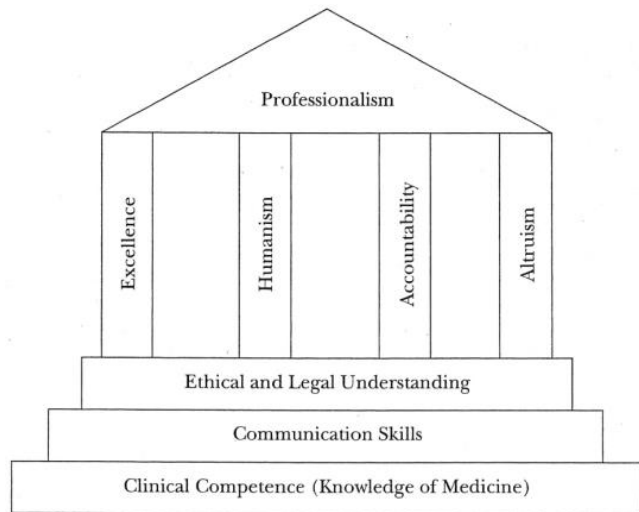 Professionalism
Excellence
Humanism
Accountability
Altruism
Ethical and Legal Understanding
Communication Skills
Clinical Competence (Knowledge of Medicine)